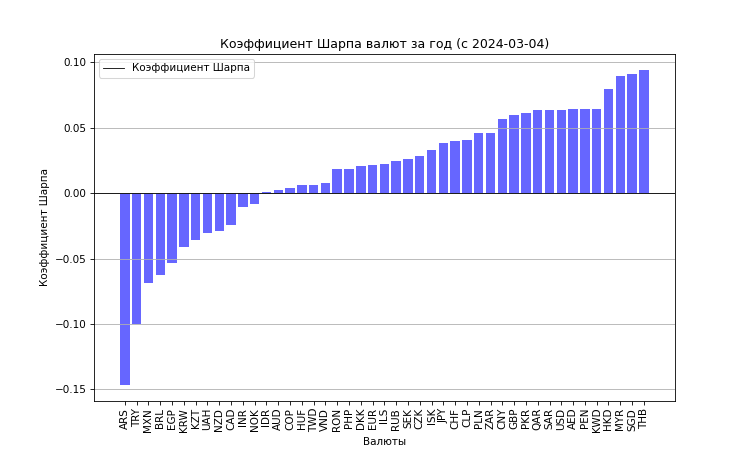 Коэффициент Шарпа валют за год (с 2024-03-04)
Коэффициент Шарпа
Коэффициент Шарпа
0.10
0.05
0.00
−0.05
−0.10
−0.15
ARS TRY MXN BRL EGP KRW KZT UAH NZD CAD INR NOK IDR AUD COP HUF TWD VND RON PHP DKK EUR ILS RUB SEK CZK ISK JPY CHF CLP PLN ZAR CNY GBP PKR QAR SAR USD AED PEN KWD HKD MYR SGD THB
Валюты